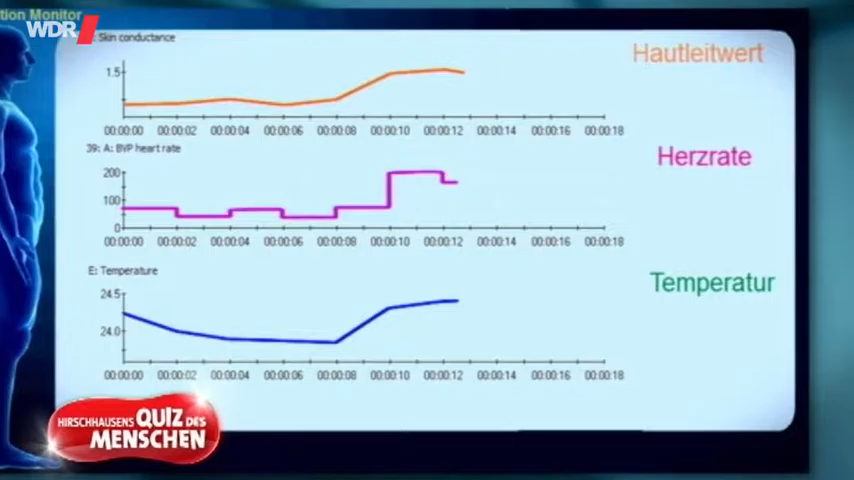 tion Monitor
WDR
: Skin conductance
Hautleitwert
1.5
00:00:00 00:00:02 00:00:04 00:00:06 00:00:08 00:00:10 00:00:12 00:00:14 00:00:16 00:00:18
39: A: BVP heart rate
Herzrate
200
100
0
00:00:00 00:00:02 00:00:04 00:00:06 00:00:08 00:00:10 00:00:12 00:00:14 00:00:16 00:00:18
E: Temperature
Temperatur
24.5
24.0
00:00:00 00:00:02 00:00:04 00:00:06 00:00:08 00:00:10 00:00:12 00:00:14 00:00:16 00:00:18
HIRSCHHAUSENS QUIZ DES
MENSCHEN